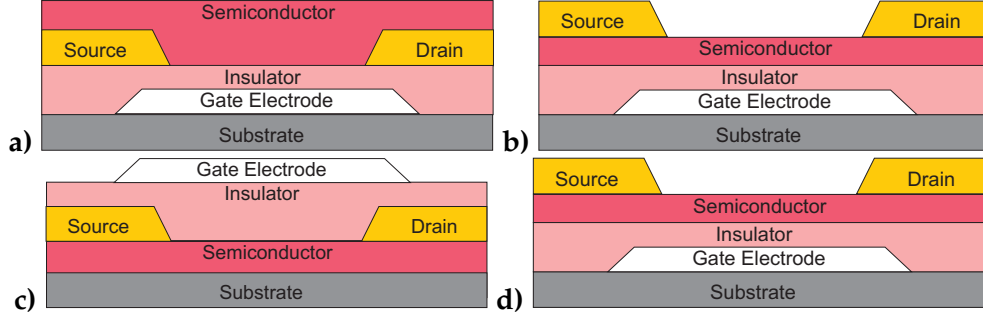 Semiconductor
Source Drain
Insulator
Gate Electrode
Substrate
a)
Source Drain
Semiconductor
Insulator
Gate Electrode
Substrate
b)
Gate Electrode
Insulator
Source Drain
Semiconductor
Substrate
c)
Source Drain
Semiconductor
Insulator
Gate Electrode
Substrate
d)